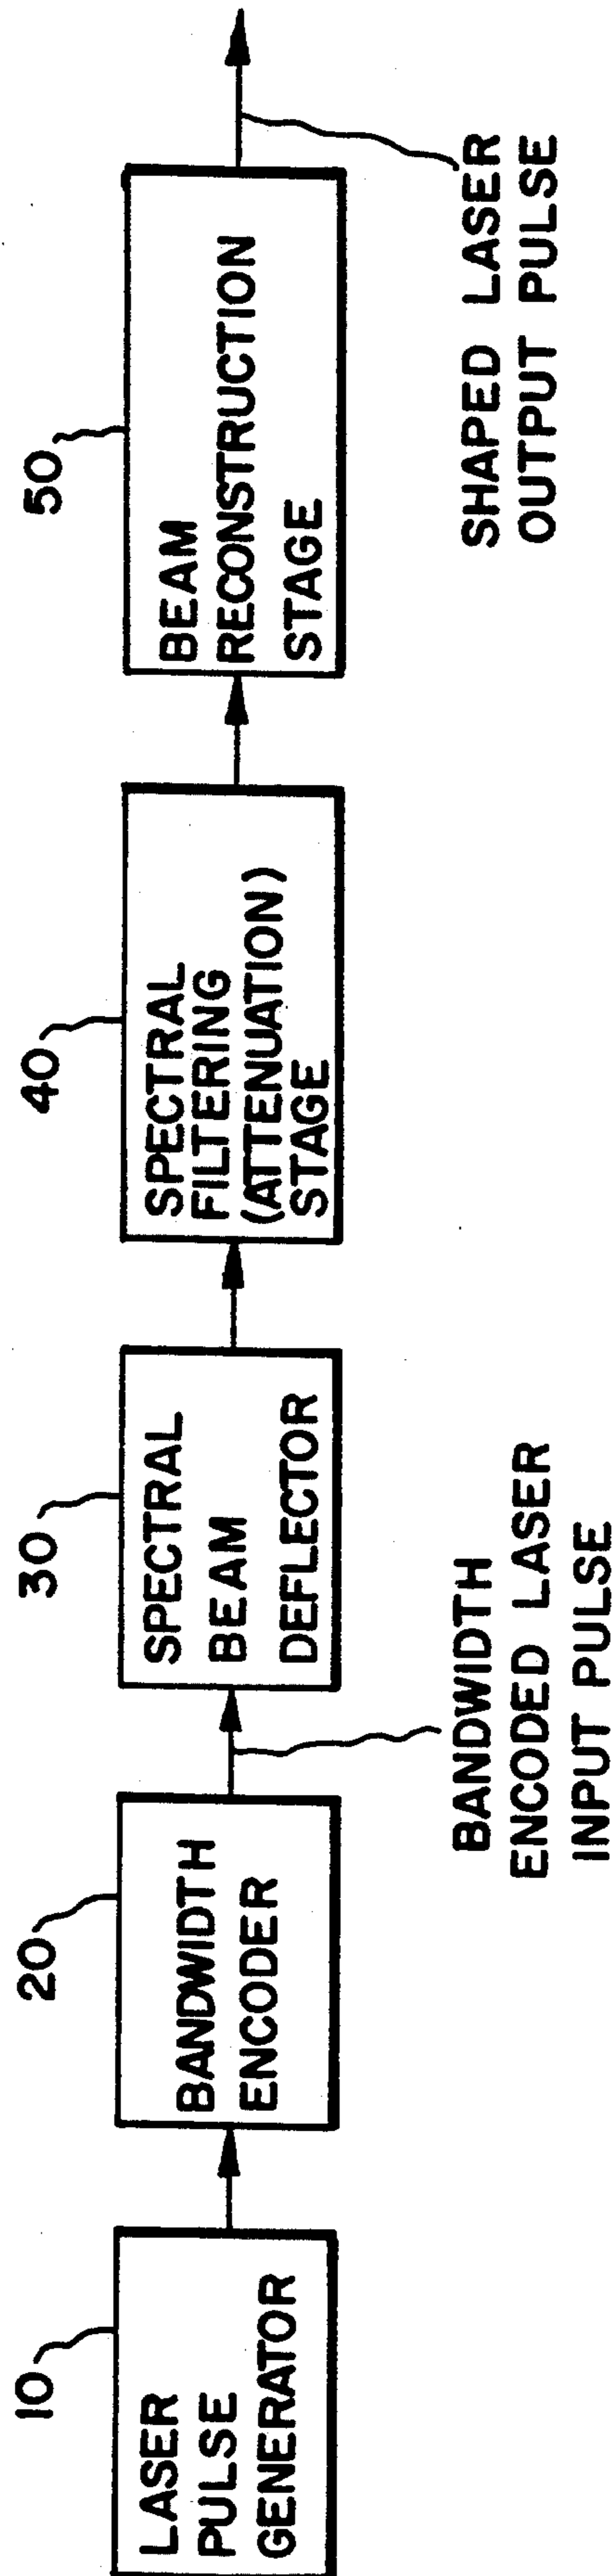 10
LASER
PULSE
GENERATOR
20
BANDWIDTH
ENCODER
BANDWIDTH
ENCODED LASER
INPUT PULSE
30
SPECTRAL
BEAM
DEFLECTOR
40
SPECTRAL
FILTERING
(ATTENUATION)
STAGE
50
BEAM
RECONSTRUCTION
STAGE
SHAPED LASER
OUTPUT PULSE